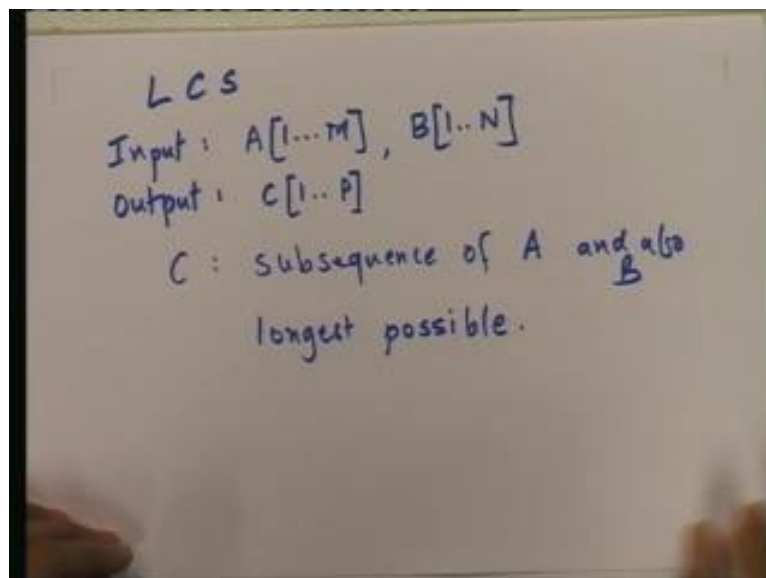 LCS
Input: A[1...M], B[1..N]
Output: C[1..P]
C: subsequence of A and also B
longest possible.